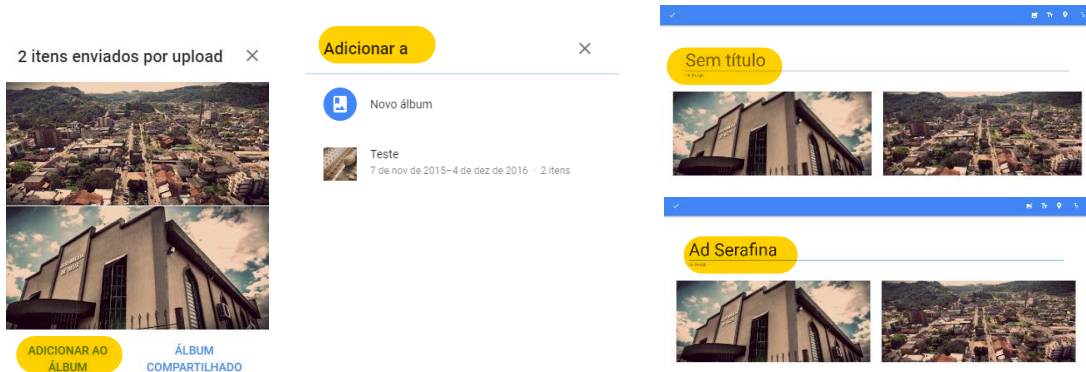 2 itens enviados por upload
ADICIONAR AO
ÁLBUM
ÁLBUM
COMPARTILHADO
Adicionar a
Novo álbum
Teste
7 de nov de 2015–4 de dez de 2016 · 2 itens
Sem título
Ad Serafina